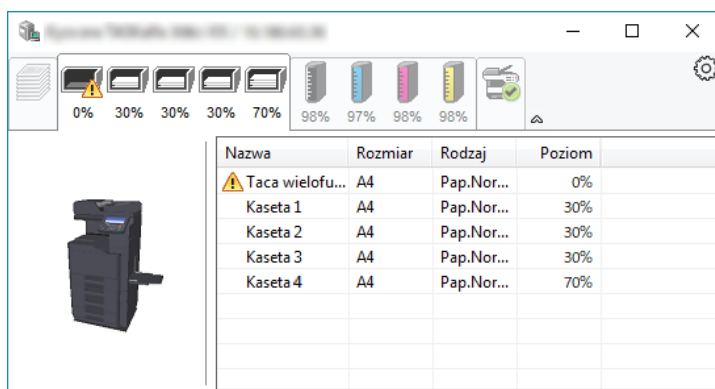 0% 30% 30% 30% 70% 98% 97% 98% 98%
Nazwa Rozmiar Rodzaj Poziom
Taca wielofu... A4 Pap.Nor... 0%
Kaseta 1 A4 Pap.Nor... 30%
Kaseta 2 A4 Pap.Nor... 30%
Kaseta 3 A4 Pap.Nor... 30%
Kaseta 4 A4 Pap.Nor... 70%